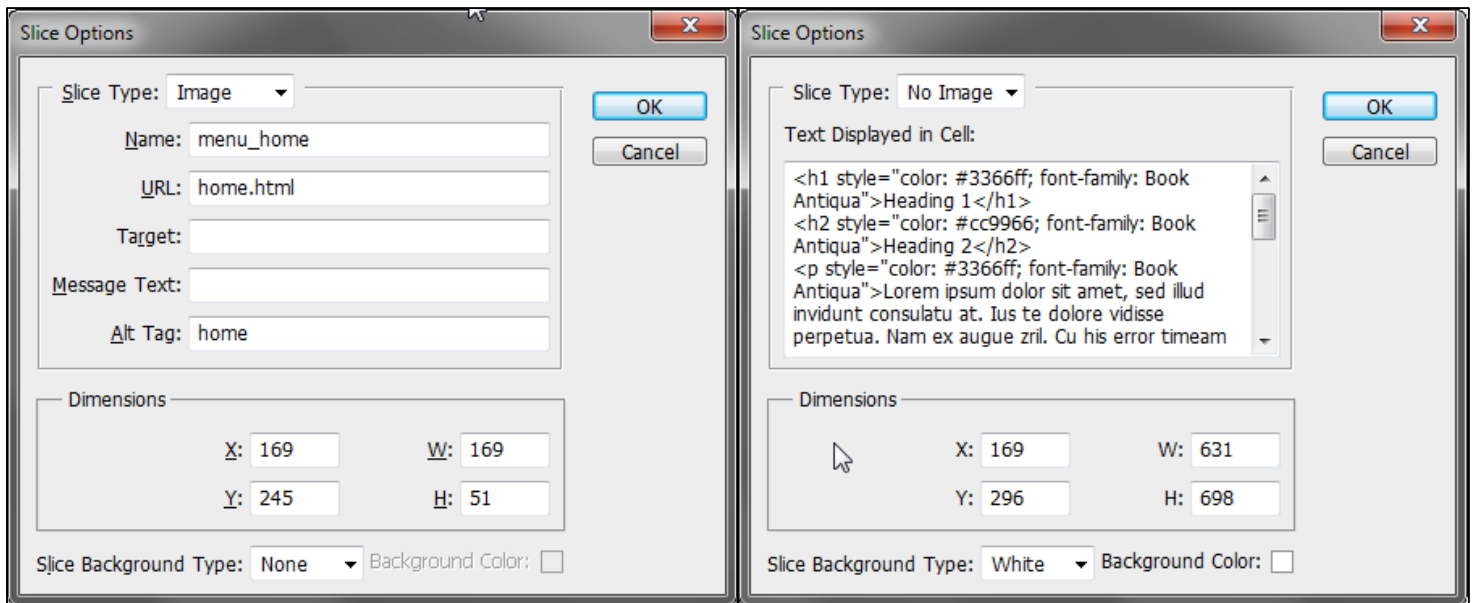 Slice Options
Slice Type: Image
OK
Name: menu_home
Cancel
URL: home.html
Target:
Message Text:
Alt Tag: home
Dimensions
X: 169 W: 169
Y: 245 H: 51
Slice Background Type: None Background Color:
Slice Options
Slice Type: No Image
OK
Text Displayed in Cell:
Cancel
<h1 style="color: #3366ff; font-family: Book
Antiqua">Heading 1</h1>
<h2 style="color: #cc9966; font-family: Book
Antiqua">Heading 2</h2>
<p style="color: #3366ff; font-family: Book
Antiqua">Lorem ipsum dolor sit amet, sed illud
invidunt consulatu at. Ius te dolore vidisse
perpetua. Nam ex augue zril. Cu his error timeam
Dimensions
X: 169 W: 631
Y: 296 H: 698
Slice Background Type: White Background Color: